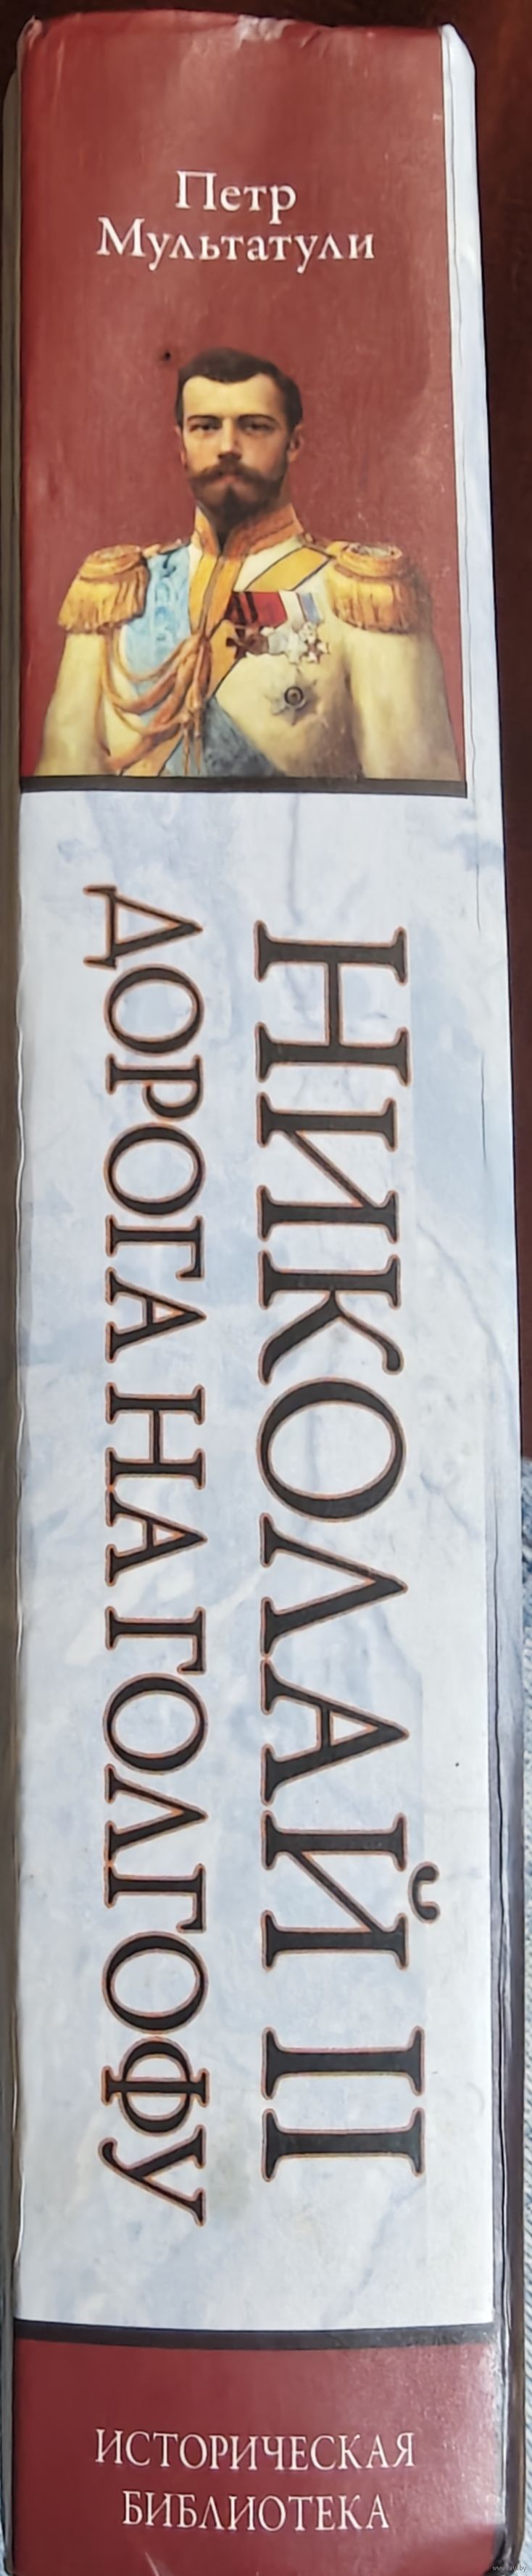 Петр
Мультатули
НИКОЛАЙ II
ДОРОГА НА ГОЛГОФУ
ИСТОРИЧЕСКАЯ
БИБЛИОТЕКА